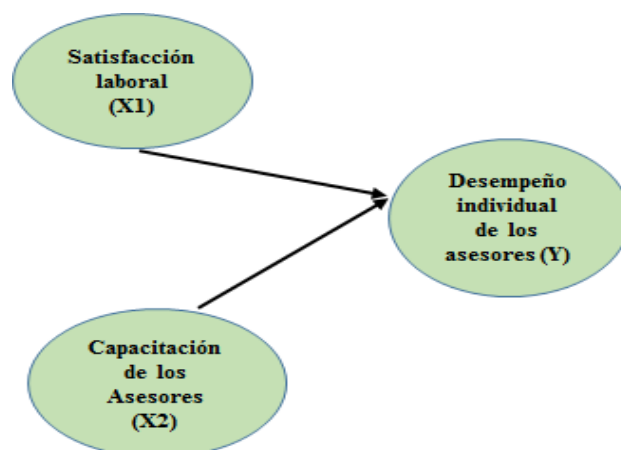 Satisfacción
laboral
(X1)
Desempeño
individual
de los
asesores (Y)
Capacitación
de los
Asesores
(X2)